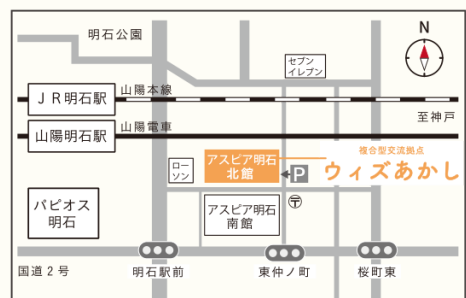 明石公園
N
セブン
イレブン
JR明石駅
山陽本線
至神戸
山陽明石駅
山陽電車
複合型交流拠点
ウィズあかし
アスピア明石
北館
P
ロー
ソン
〒
パピオス
明石
アスピア明石
南館
国道2号
明石駅前
東仲ノ町
桜町東